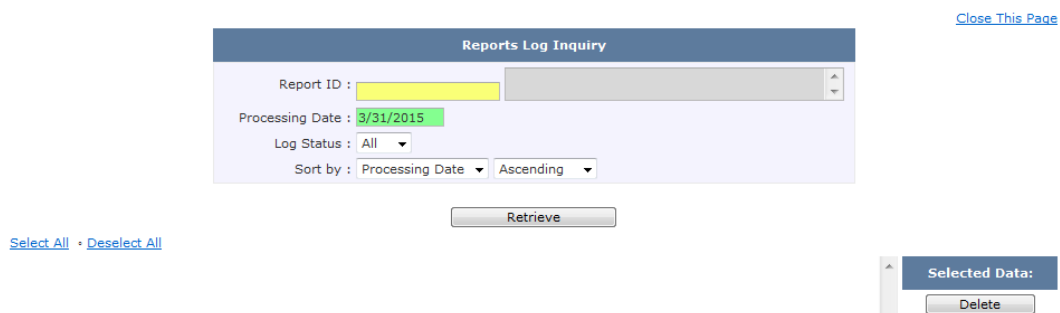 Close This Page
Reports Log Inquiry
Report ID :
Processing Date : 3/31/2015
Log Status : All
Sort by : Processing Date Ascending
Retrieve
Select All • Deselect All
Selected Data:
Delete